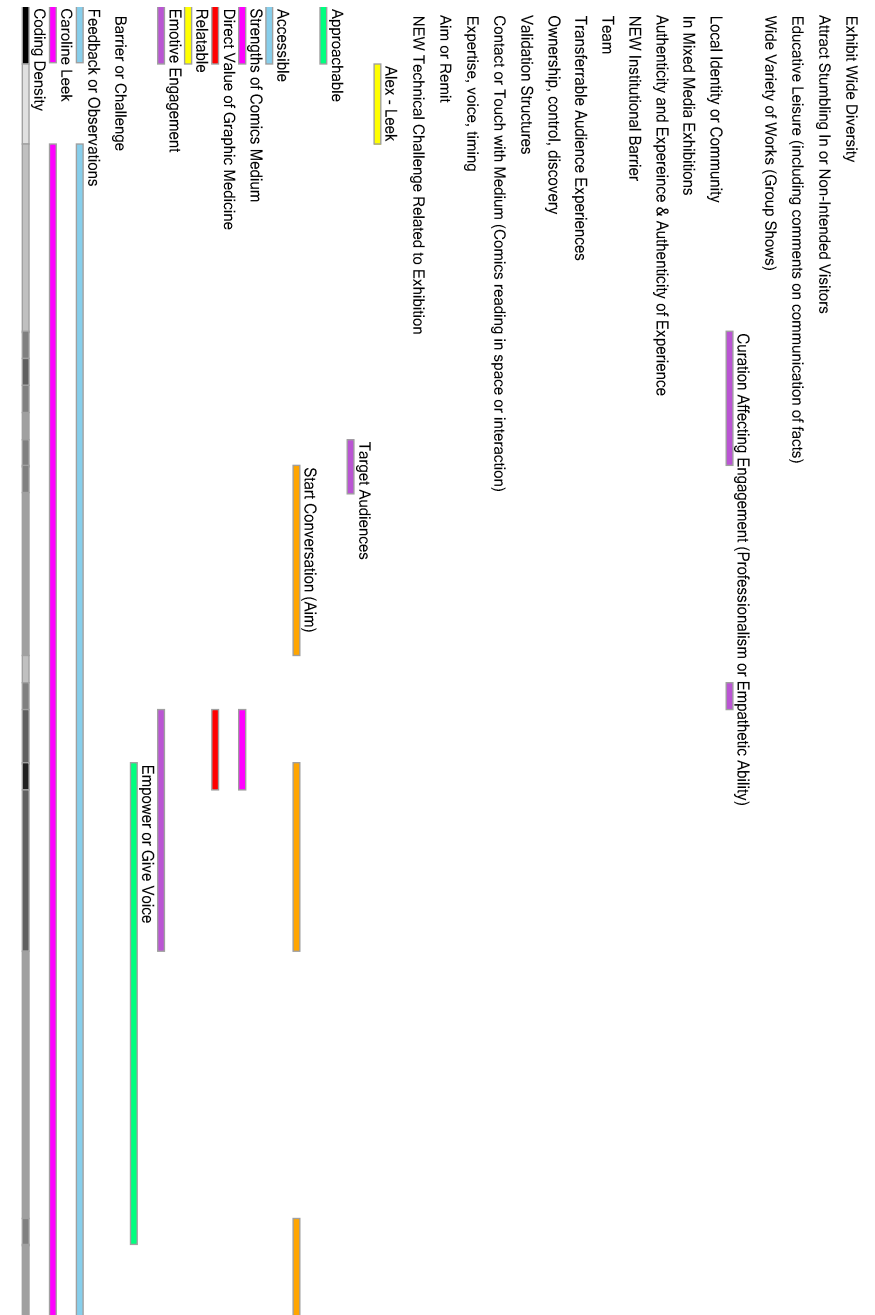 Exhibit Wide Diversity
Attract Stumbling In or Non-Intended Visitors
Educative Leisure (including comments on communication of facts)
Wide Variety of Works (Group Shows)
Curation Affecting Engagement (Professionalism or Empathetic Ability)
Local Identity or Community
In Mixed Media Exhibitions
Authenticity and Expereince & Authenticity of Experience
NEW Institutional Barrier
Team
Transferrable Audience Experiences
Ownership, control, discovery
Validation Structures
Contact or Touch with Medium (Comics reading in space or interaction)
Expertise, voice, timing
Aim or Remit
NEW Technical Challenge Related to Exhibition
Alex - Leek
Target Audiences
Approachable
Start Conversation (Aim)
Accessible
Strengths of Comics Medium
Direct Value of Graphic Medicine
Relatable
Emotive Engagement
Empower or Give Voice
Barrier or Challenge
Feedback or Observations
Caroline Leek
Coding Density